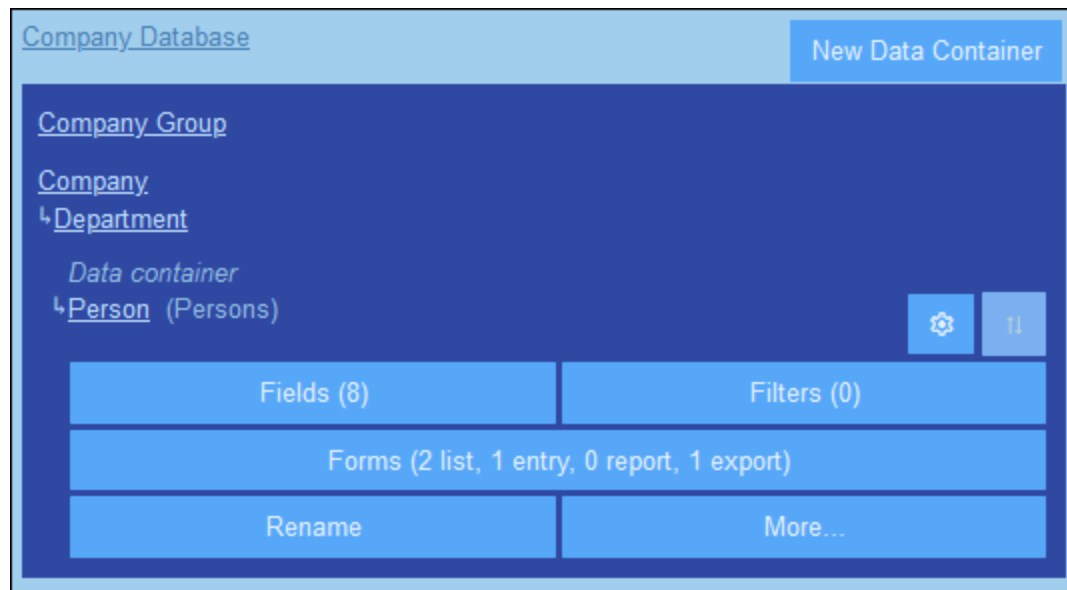 Company Database
New Data Container
Company Group
Company
↳Department
Data container
↳Person (Persons)
Fields (8)
Filters (0)
Forms (2 list, 1 entry, 0 report, 1 export)
Rename
More...